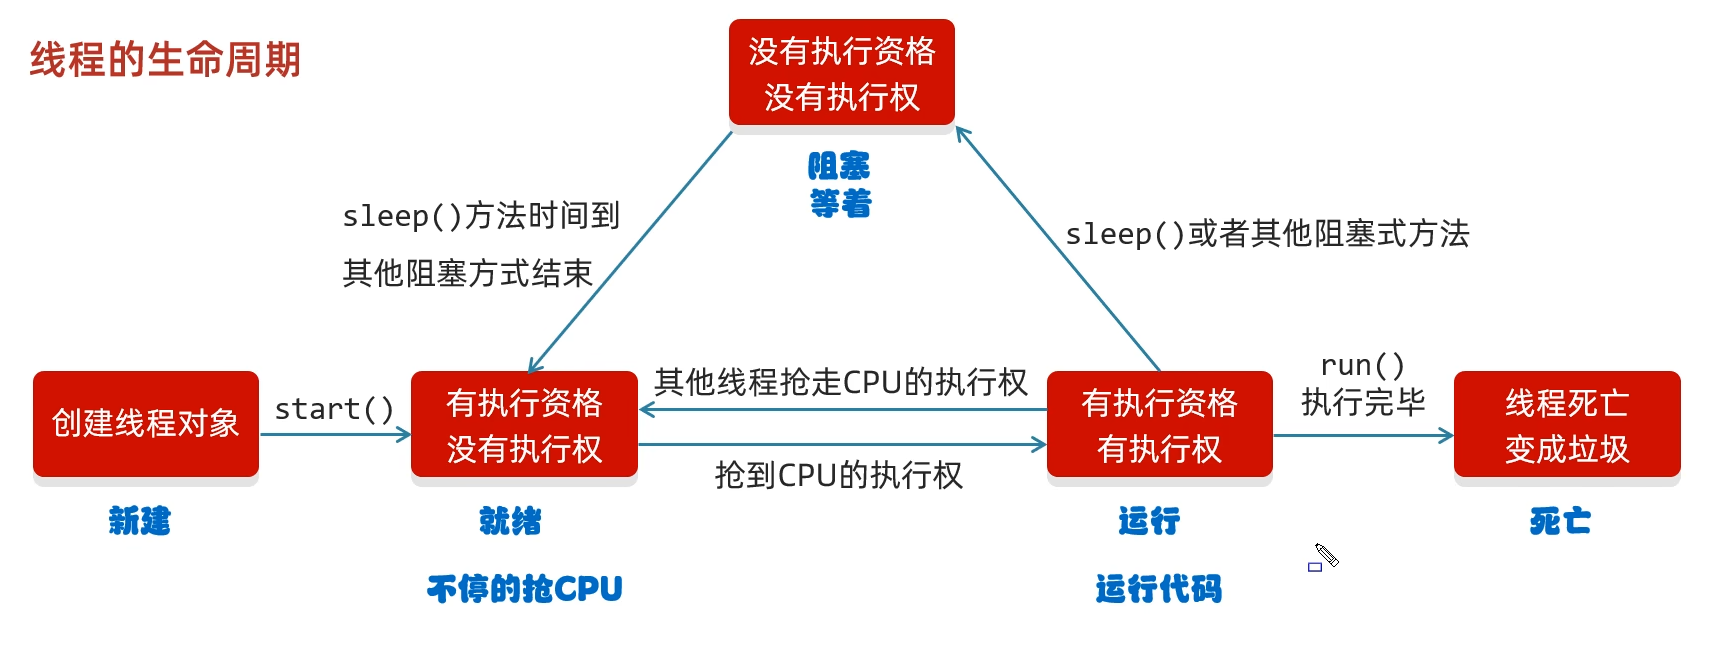 线程的生命周期
没有执行资格
没有执行权
阻塞
等着
sleep()方法时间到
其他阻塞方式结束
sleep()或者其他阻塞式方法
创建线程对象
新建
start()
有执行资格
没有执行权
就绪
不停的抢CPU
其他线程抢走CPU的执行权
抢到CPU的执行权
有执行资格
有执行权
运行
运行代码
run()
执行完毕
线程死亡
变成垃圾
死亡